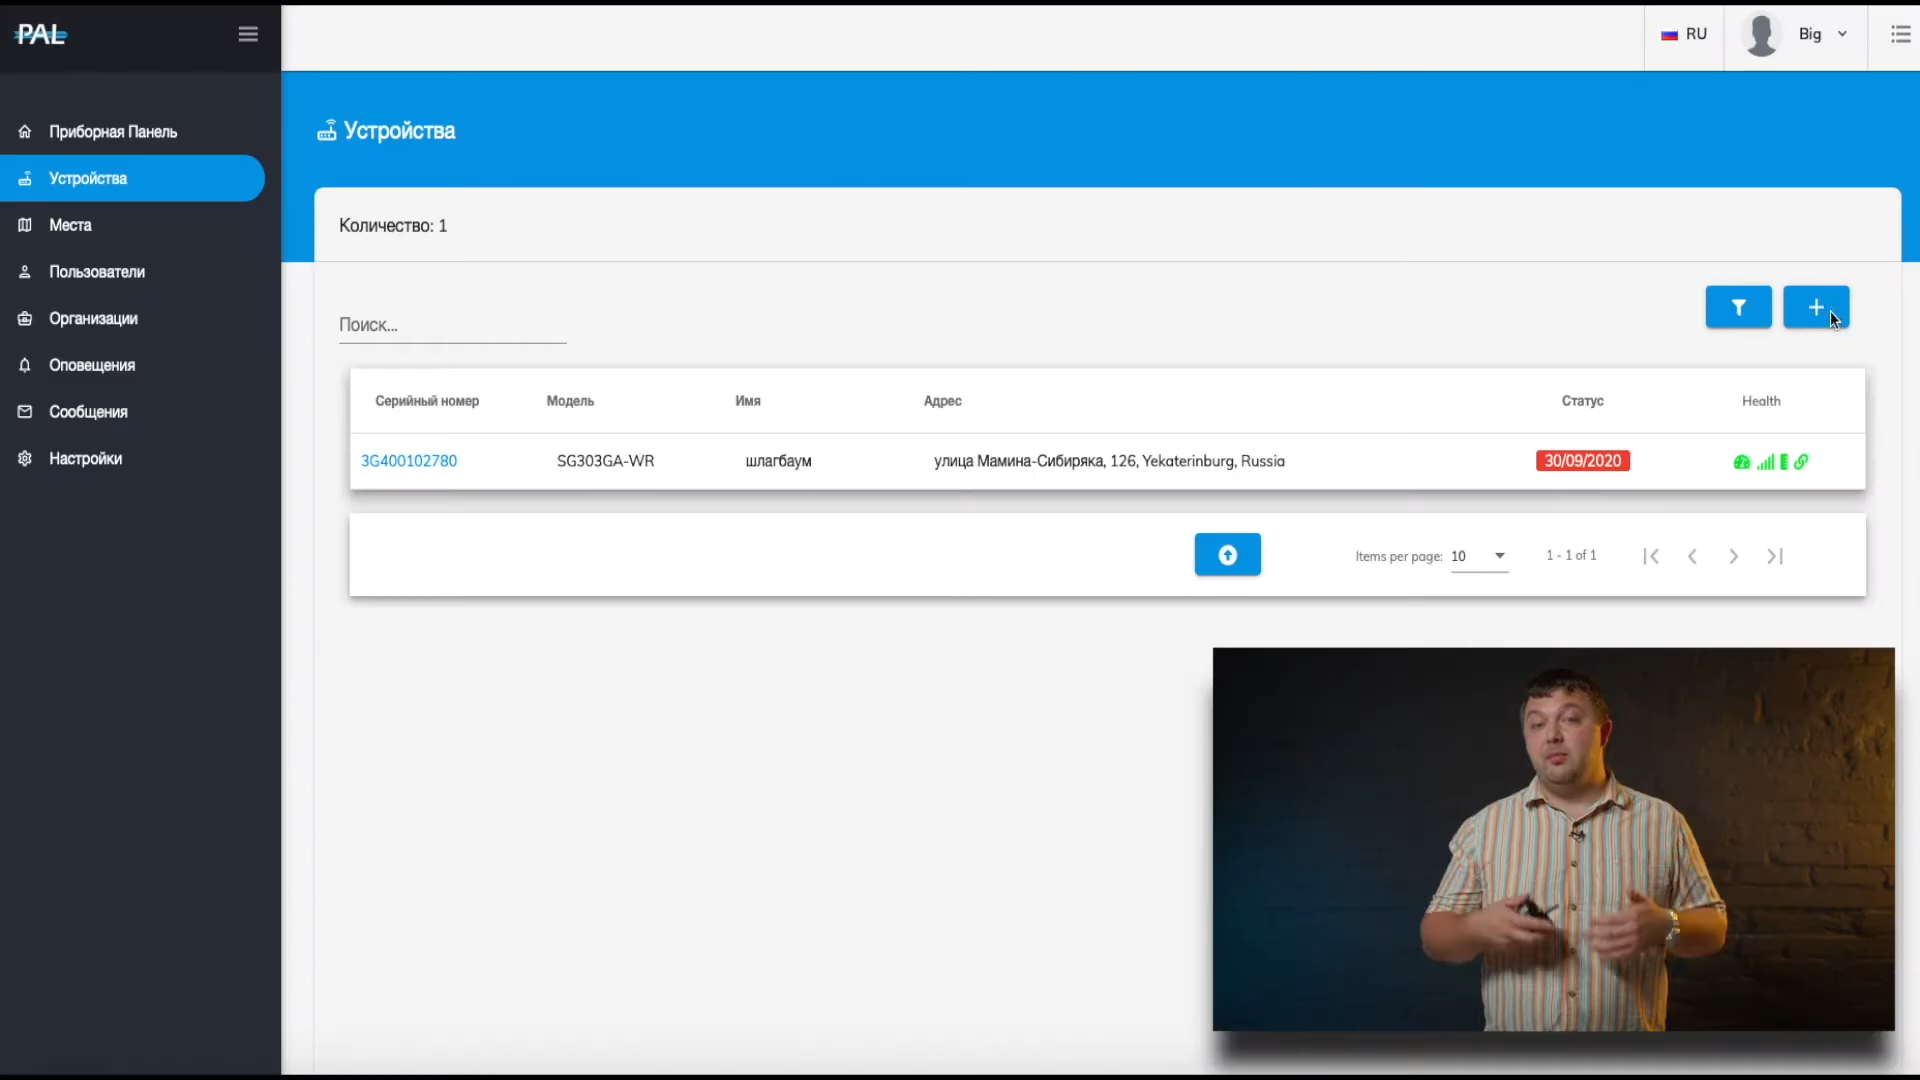 PAL
RU
Big
Приборная Панель
Устройства
Места
Пользователи
Организации
Оповещения
Сообщения
Настройки
Устройства
Количество: 1
Поиск...
Серийный номер Модель Имя Адрес Статус Health
3G400102780 SG303GA-WR шлагбаум улица Мамина-Сибиряка, 126, Yekaterinburg, Russia 30/09/2020
Items per page: 10 1 - 1 of 1